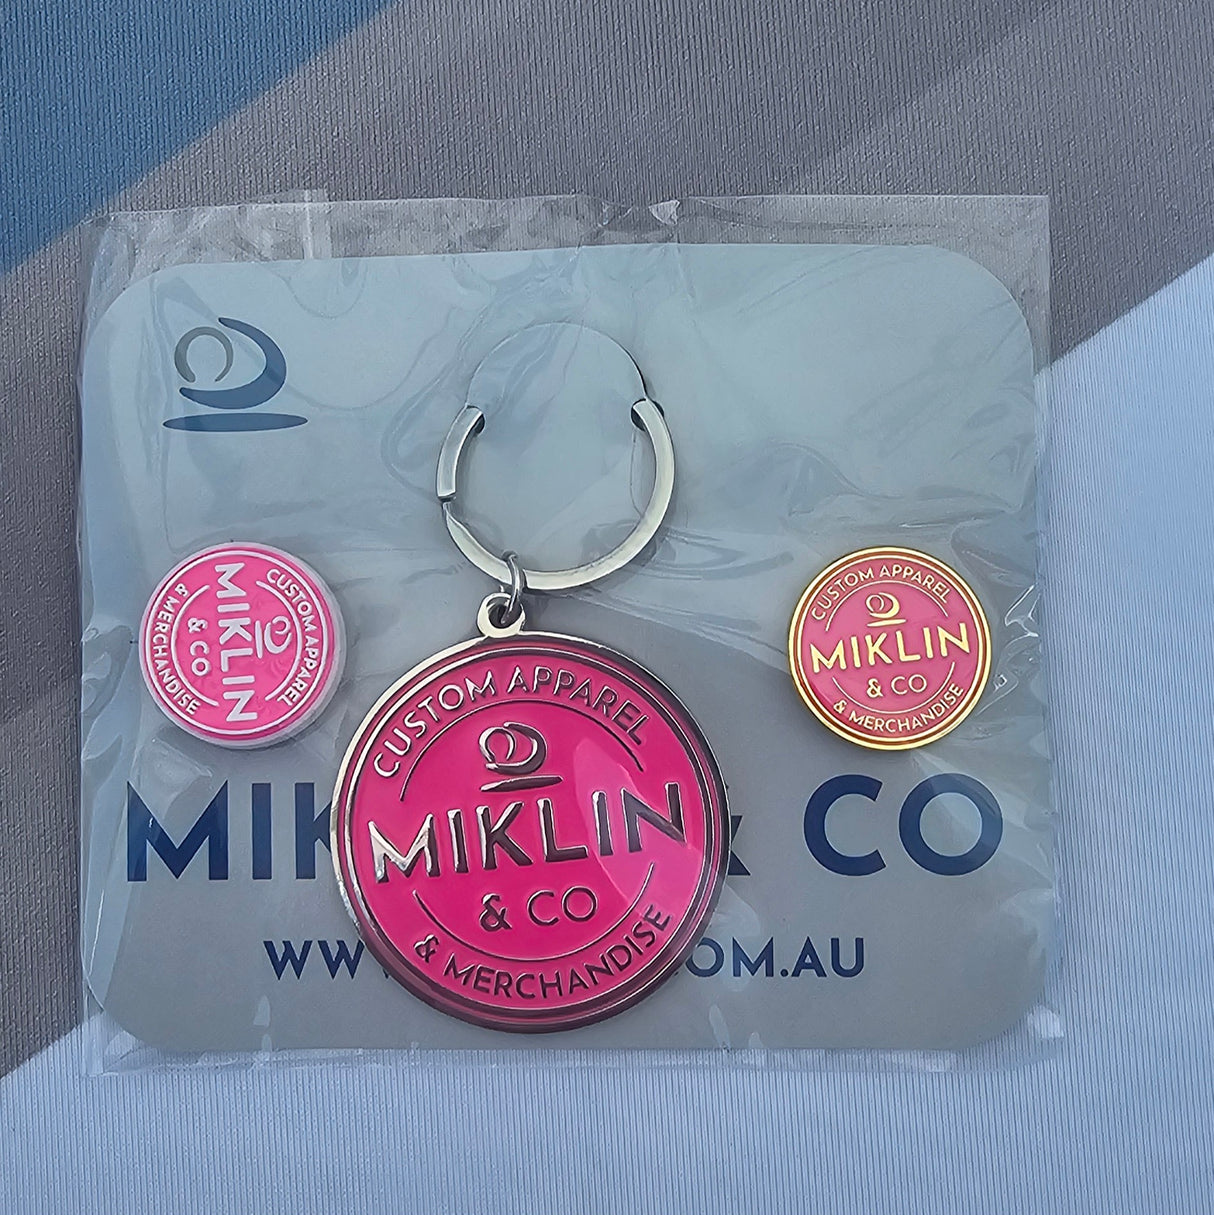 CUSTOM APPAREL
MIKLIN
& CO
& MERCHANDISE
CUSTOM APPAREL
MIKLIN
& CO
& MERCHANDISE
CUSTOM APPAREL
MIKLIN
& CO
& MERCHANDISE
MIK & CO
WW .COM.AU